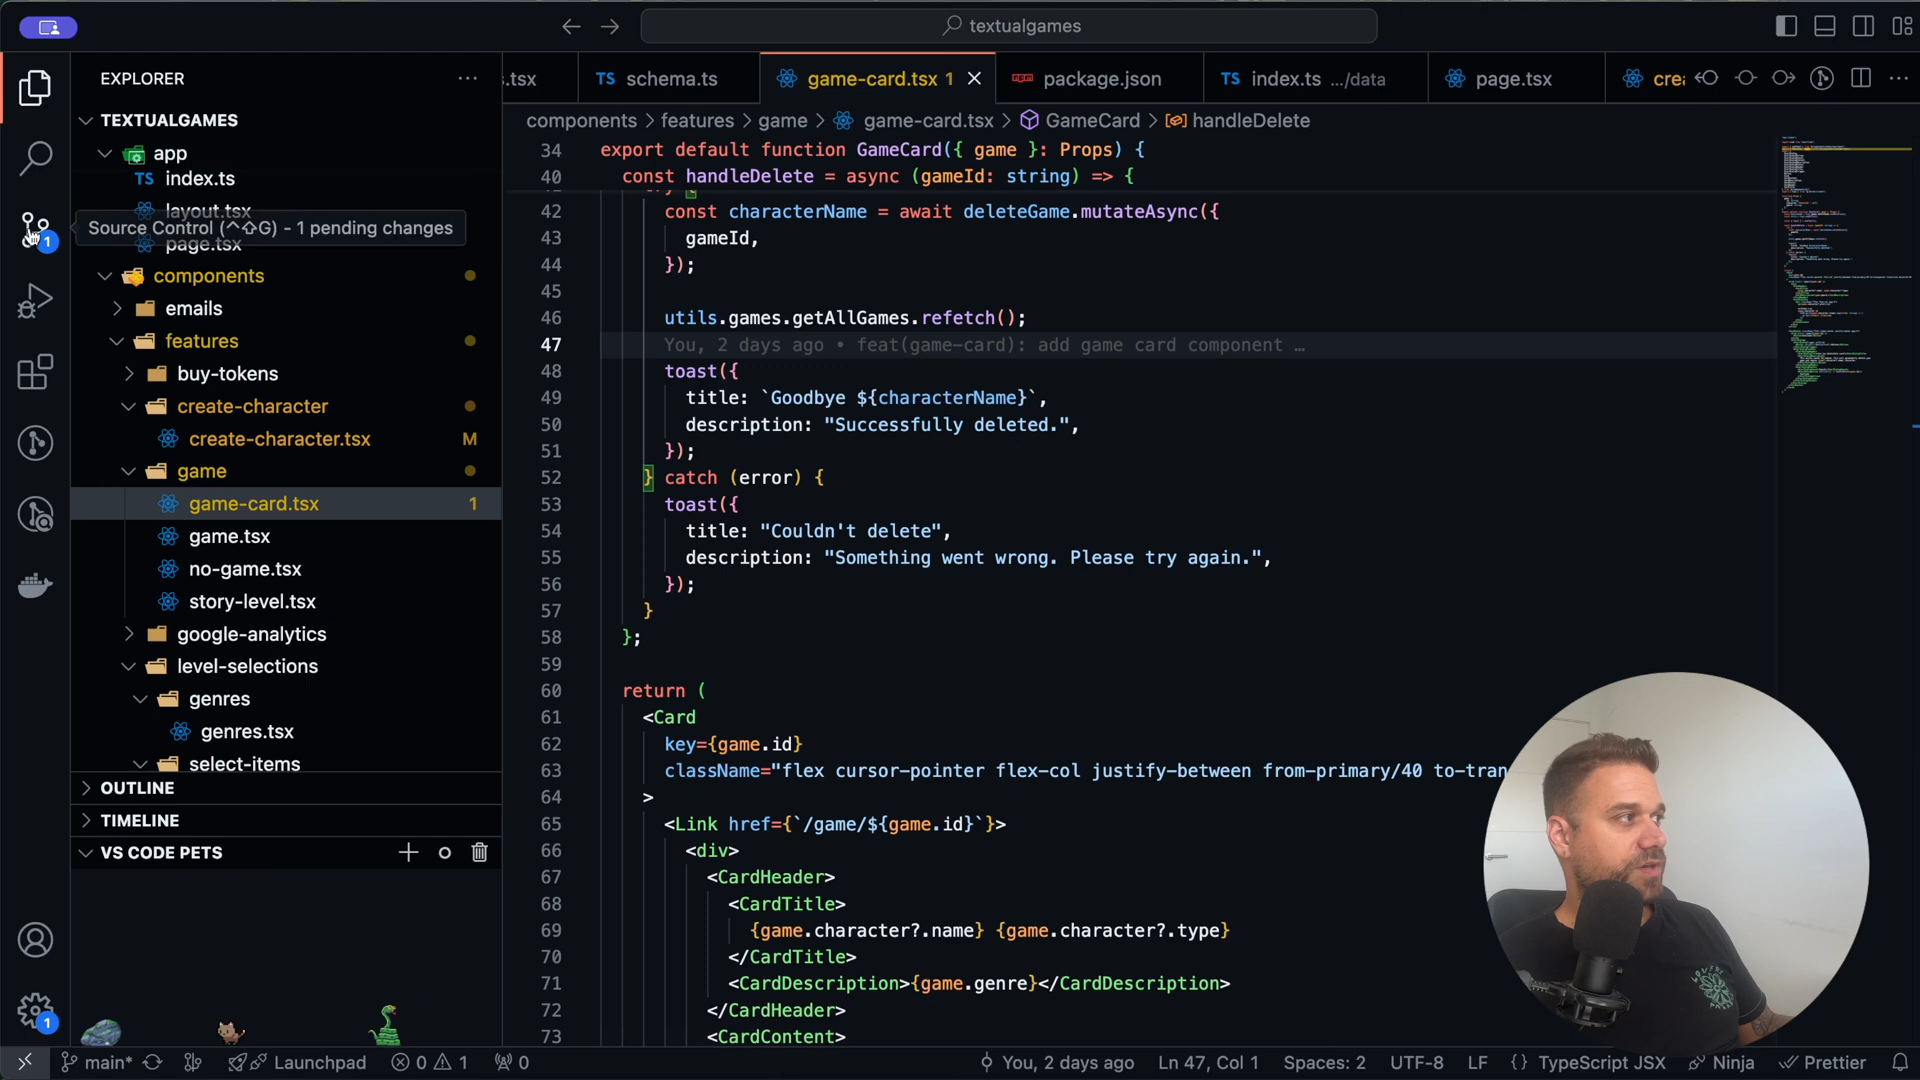 textualgames
EXPLORER
TEXTUALGAMES
app
TS index.ts
layout.tsx
Source Control (^⇧G) - 1 pending changes
page.tsx
components
emails
features
buy-tokens
create-character
create-character.tsx M
game
game-card.tsx 1
game.tsx
no-game.tsx
story-level.tsx
google-analytics
level-selections
genres
genres.tsx
select-items
OUTLINE
TIMELINE
VS CODE PETS
1
1
s.tsx
TS schema.ts
game-card.tsx 1
package.json
TS index.ts .../data
page.tsx
crea
components > features > game > game-card.tsx > GameCard > handleDelete
34 export default function GameCard({ game }: Props) {
40 const handleDelete = async (gameId: string) => {
42 const characterName = await deleteGame.mutateAsync({
43 gameId,
44 });
45
46 utils.games.getAllGames.refetch();
47 You, 2 days ago • feat(game-card): add game card component …
48 toast({
49 title: `Goodbye ${characterName}`,
50 description: "Successfully deleted.",
51 });
52 } catch (error) {
53 toast({
54 title: "Couldn't delete",
55 description: "Something went wrong. Please try again.",
56 });
57 }
58 };
59
60 return (
61 <Card
62 key={game.id}
63 className="flex cursor-pointer flex-col justify-between from-primary/40 to-tran
64 >
65 <Link href={`/game/${game.id}`}>
66 <div>
67 <CardHeader>
68 <CardTitle>
69 {game.character?.name} {game.character?.type}
70 </CardTitle>
71 <CardDescription>{game.genre}</CardDescription>
72 </CardHeader>
73 <CardContent>
main* Launchpad 0 1 0 You, 2 days ago Ln 47, Col 1 Spaces: 2 UTF-8 LF {} TypeScript JSX Ninja Prettier